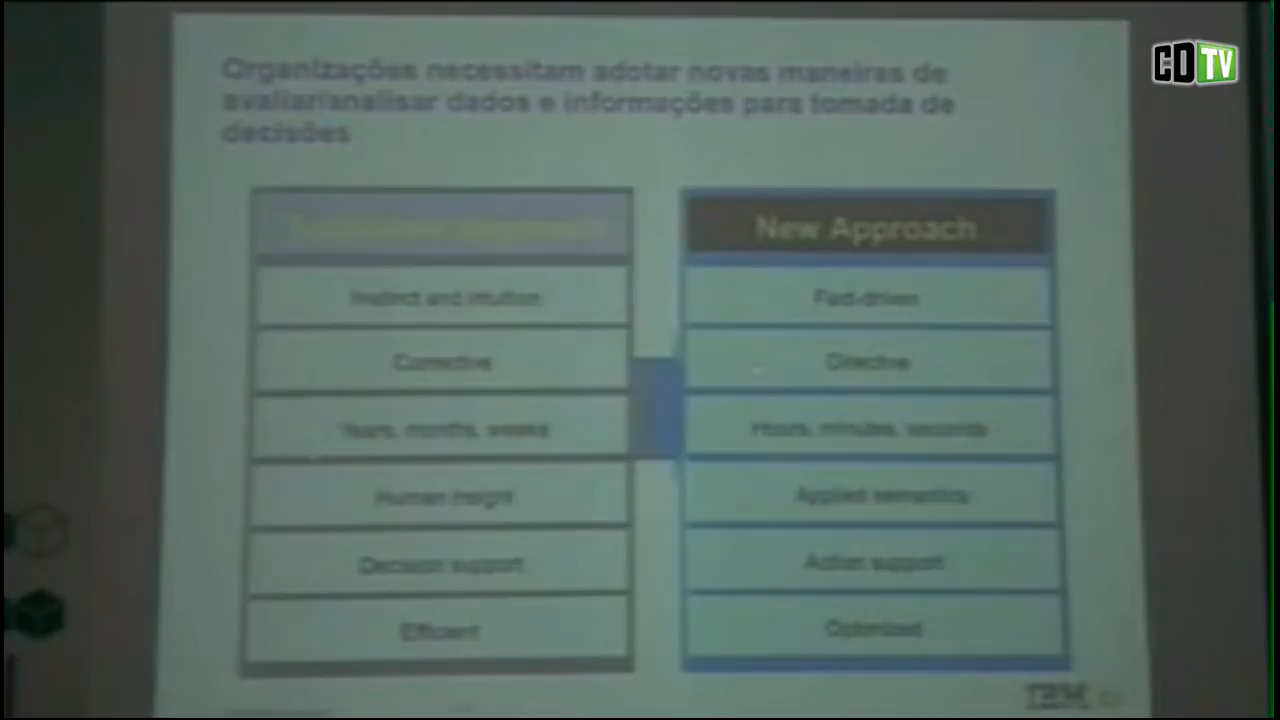 CDTV
Organizações necessitam adotar novas maneiras de
avaliar/analisar dados e informações para tomada de
decisões
New Approach
Instinct and intuition
Fact-driven
Corrective
Directive
Years, months, weeks
Hours, minutes, seconds
Human insight
Applied semantics
Decision support
Action support
Efficient
Optimized
IBM